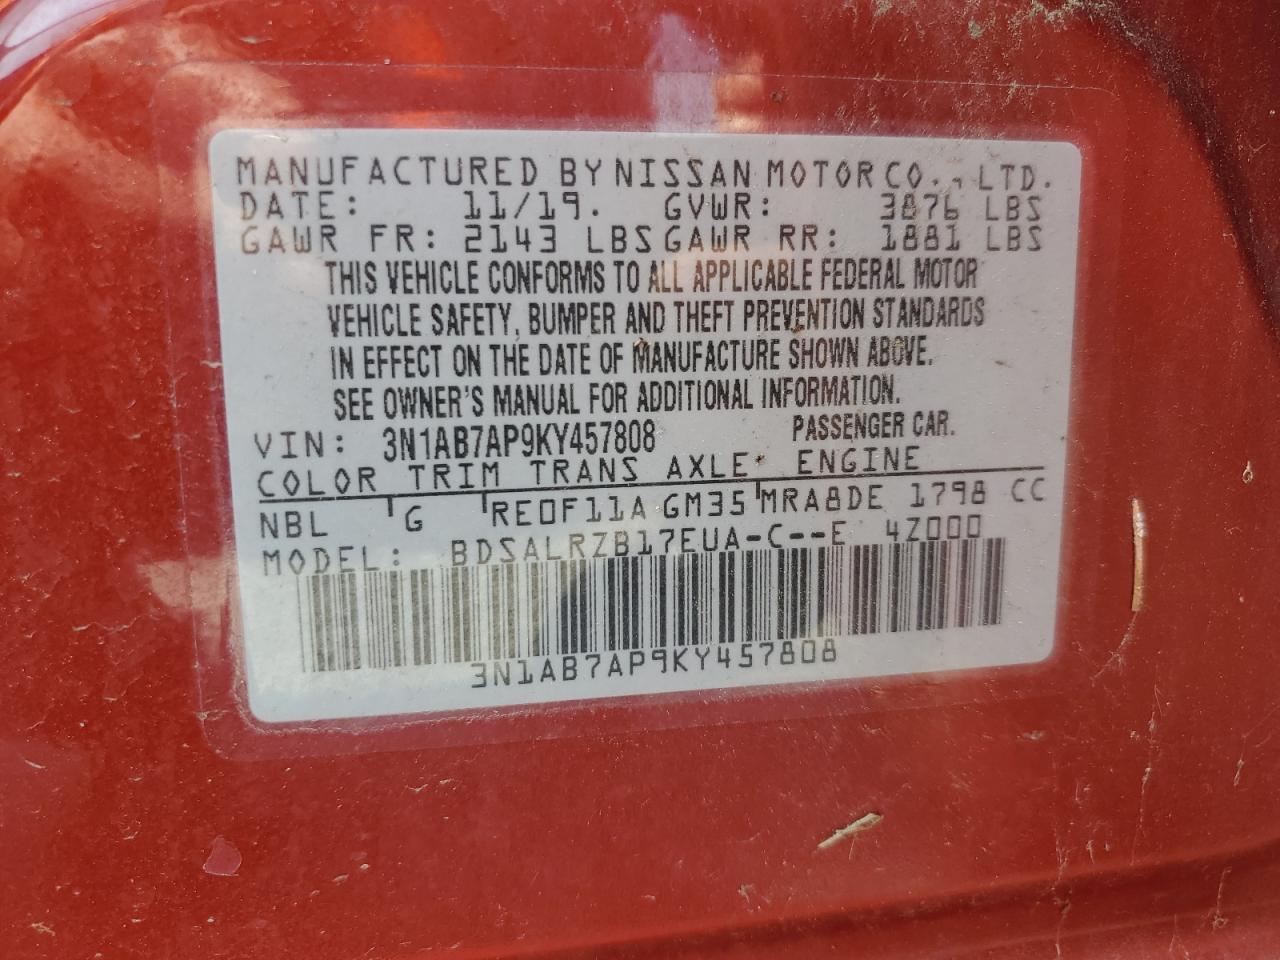 MANUFACTURED BY NISSAN MOTOR CO., LTD.
DATE: 11/19. GVWR: 3876 LBS
GAWR FR: 2143 LBS GAWR RR: 1881 LBS
THIS VEHICLE CONFORMS TO ALL APPLICABLE FEDERAL MOTOR
VEHICLE SAFETY, BUMPER AND THEFT PREVENTION STANDARDS
IN EFFECT ON THE DATE OF MANUFACTURE SHOWN ABOVE.
SEE OWNER'S MANUAL FOR ADDITIONAL INFORMATION.
VIN: 3N1AB7AP9KY457808 PASSENGER CAR.
COLOR TRIM TRANS AXLE ENGINE
NBL G RE0F11A GM35 MRA8DE 1798 CC
MODEL: BDSALRZB17EUA-C--E 4Z000
3N1AB7AP9KY457808